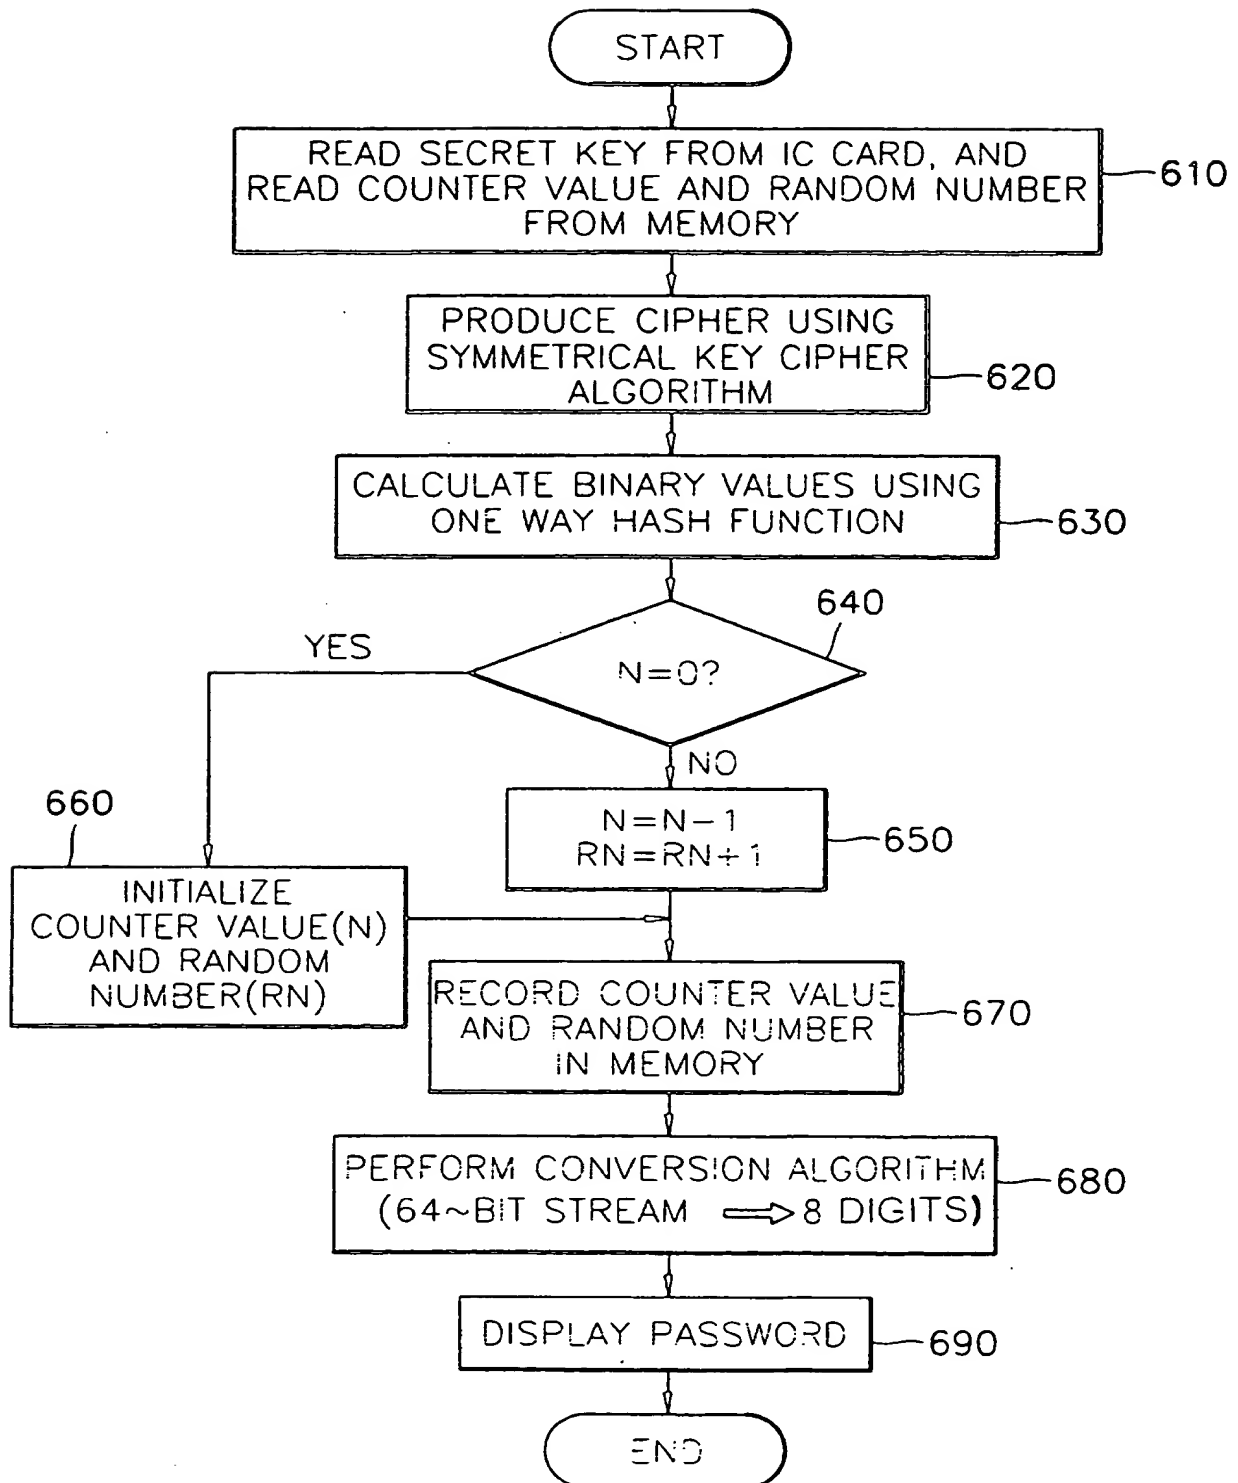 START
READ SECRET KEY FROM IC CARD, AND
READ COUNTER VALUE AND RANDOM NUMBER
FROM MEMORY
610
PRODUCE CIPHER USING
SYMMETRICAL KEY CIPHER
ALGORITHM
620
CALCULATE BINARY VALUES USING
ONE WAY HASH FUNCTION
630
640
YES
N=0?
NO
660
N=N-1
RN=RN+1
650
INITIALIZE
COUNTER VALUE(N)
AND RANDOM
NUMBER(RN)
RECORD COUNTER VALUE
AND RANDOM NUMBER
IN MEMORY
670
PERFORM CONVERSION ALGORITHM
(64~BIT STREAM ⇒ 8 DIGITS)
680
DISPLAY PASSWORD
690
END